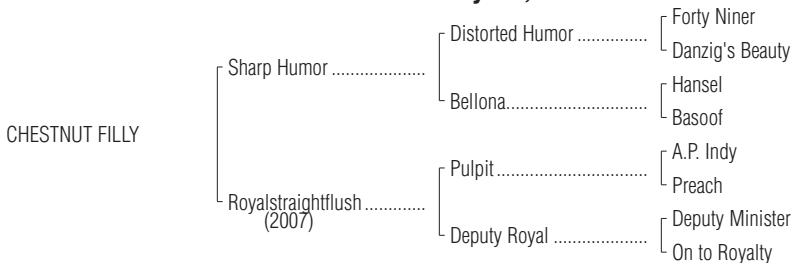 Forty Niner
Distorted Humor ...............
Danzig's Beauty
Sharp Humor ....................
Hansel
Bellona..............................
Basoof
CHESTNUT FILLY
A.P. Indy
Pulpit................................
Preach
Royalstraightflush .............
(2007)
Deputy Minister
Deputy Royal ....................
On to Royalty